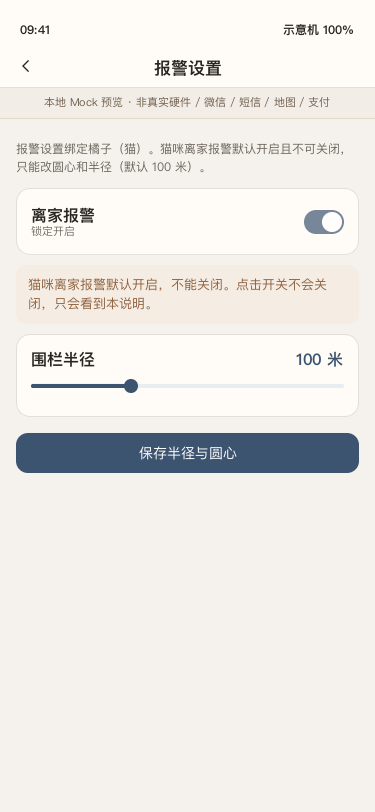 09:41
示意机 100%
报警设置
本地 Mock 预览 · 非真实硬件 / 微信 / 短信 / 地图 / 支付
报警设置绑定橘子（猫）。猫咪离家报警默认开启且不可关闭，
只能改圆心和半径（默认 100 米）。
离家报警
锁定开启
猫咪离家报警默认开启，不能关闭。点击开关不会关
闭，只会看到本说明。
围栏半径
100 米
保存半径与圆心